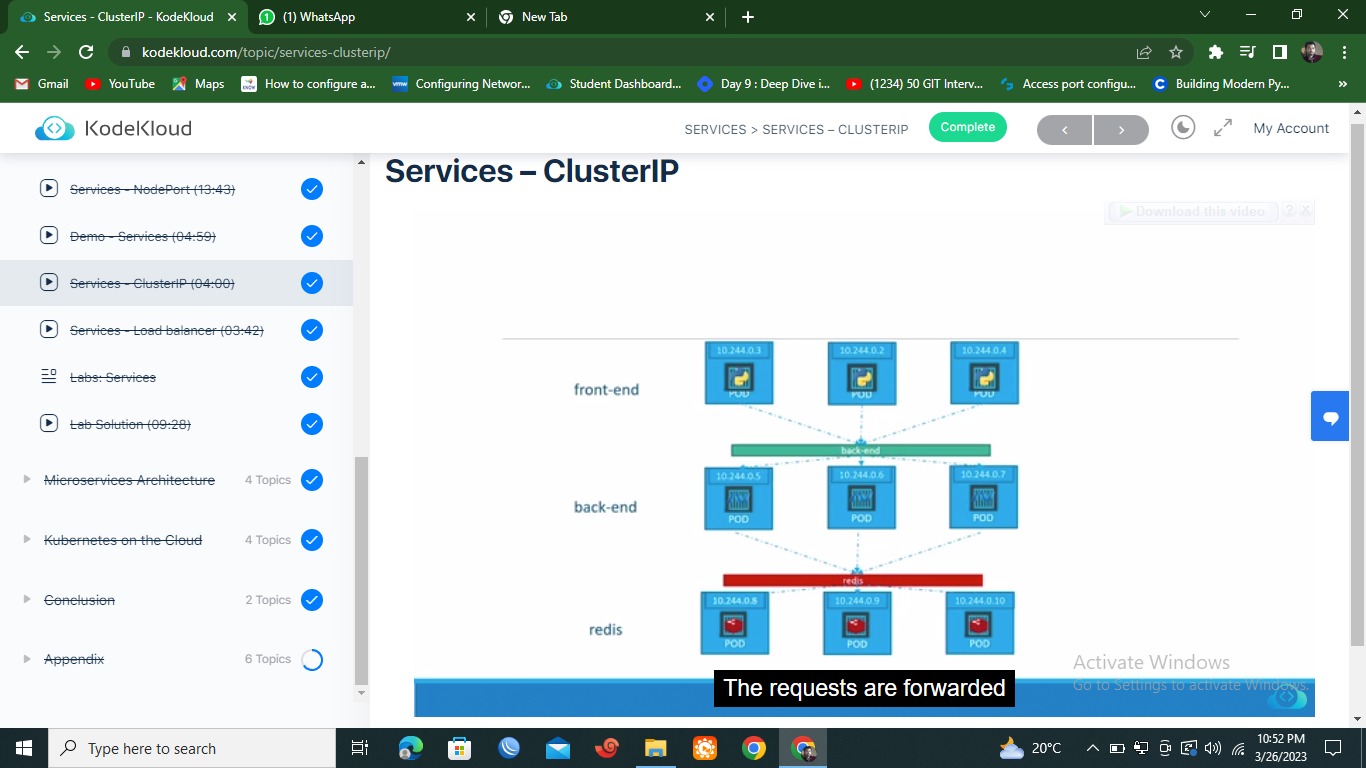 Services - ClusterIP - KodeKloud
(1) WhatsApp
New Tab
kodekloud.com/topic/services-clusterip/
Gmail
YouTube
Maps
How to configure a...
Configuring Networ...
Student Dashboard...
Day 9 : Deep Dive i...
(1234) 50 GIT Interv...
Access port configu...
Building Modern Py...
»
KodeKloud
SERVICES > SERVICES – CLUSTERIP
Complete
My Account
Services - NodePort (13:43)
Demo - Services (04:59)
Services - ClusterIP (04:00)
Services - Load balancer (03:42)
Labs: Services
Lab Solution (09:28)
Microservices Architecture 4 Topics
Kubernetes on the Cloud 4 Topics
Conclusion 2 Topics
Appendix 6 Topics
Services – ClusterIP
Download this video ? X
10.244.0.3 10.244.0.2 10.244.0.4
front-end
POD POD POD
back-end
10.244.0.5 10.244.0.6 10.244.0.7
back-end
POD POD POD
redis
10.244.0.8 10.244.0.9 10.244.0.10
redis
POD POD POD
The requests are forwarded
Activate Windows
Go to Settings to activate Windows.
Type here to search
20°C
10:52 PM
3/26/2023